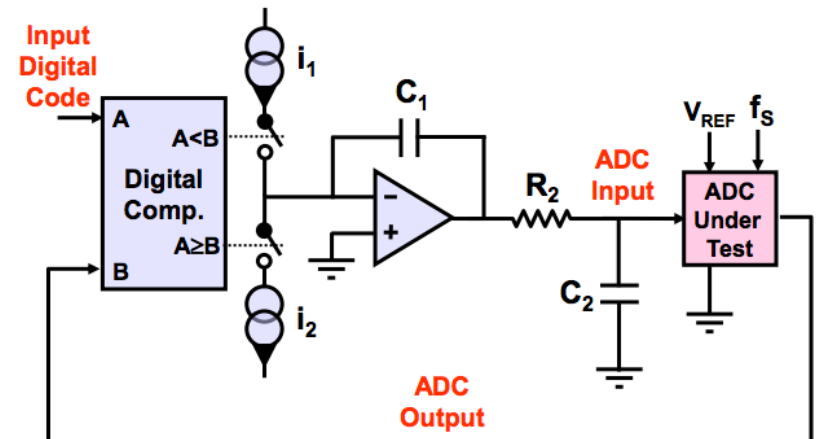 Input
Digital
Code
A
A<B
Digital
Comp.
A≥B
B
i1
i2
C1
R2
C2
ADC
Input
VREF
fS
ADC
Under
Test
ADC
Output
-
+